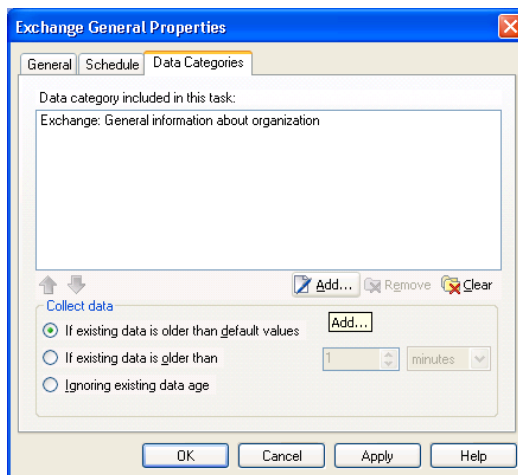 Exchange General Properties
General Schedule Data Categories
Data category included in this task:
Exchange: General information about organization
Add... Remove Clear
Collect data
Add...
If existing data is older than default values
If existing data is older than 1 minutes
Ignoring existing data age
OK Cancel Apply Help